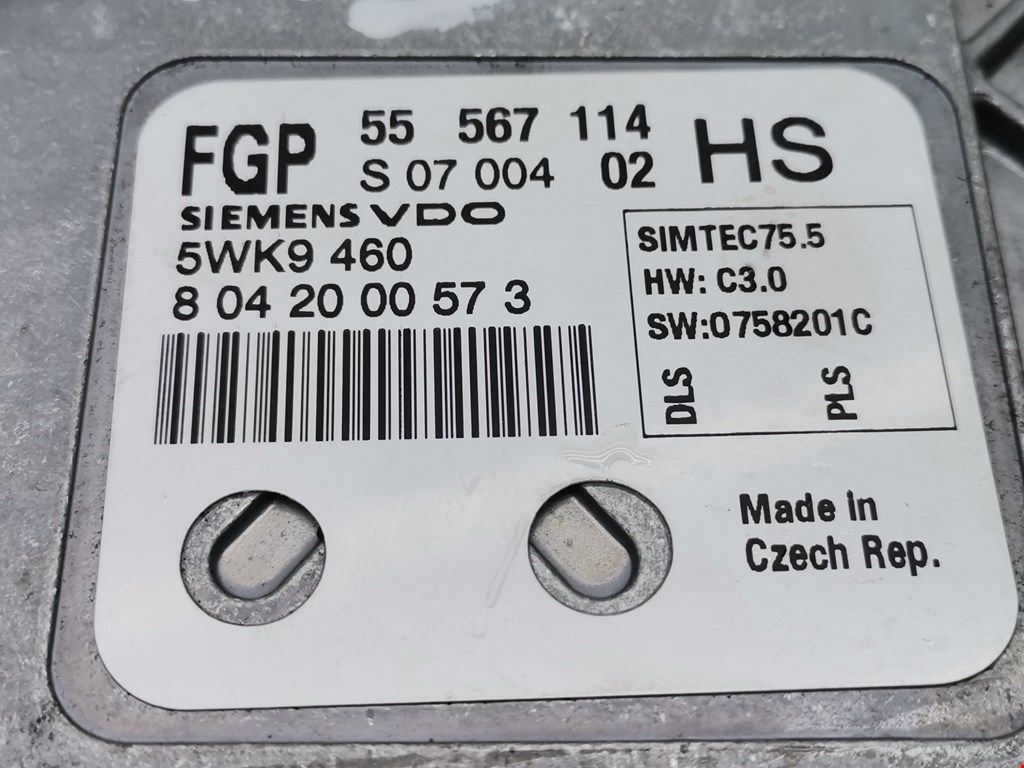 FGP 55 567 114 HS
S 07 004 02
SIEMENS VDO
5WK9 460
8 04 20 00 57 3
SIMTEC75.5
HW: C3.0
SW:0758201C
DLS PLS
Made in
Czech Rep.